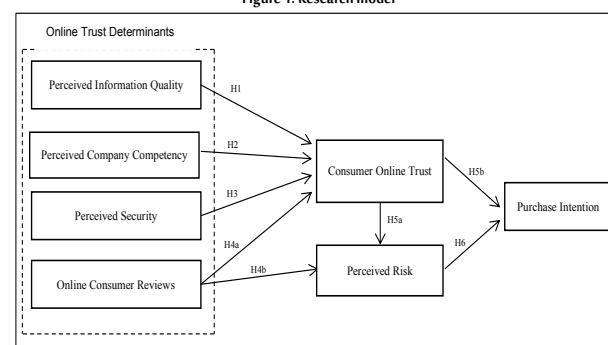 Figure 1. Research model
Online Trust Determinants
Perceived Information Quality
H1
H2
Perceived Company Competency
Consumer Online Trust
H5b
H3
Perceived Security
Purchase Intention
H4a
H5a
H6
Online Consumer Reviews
H4b
Perceived Risk